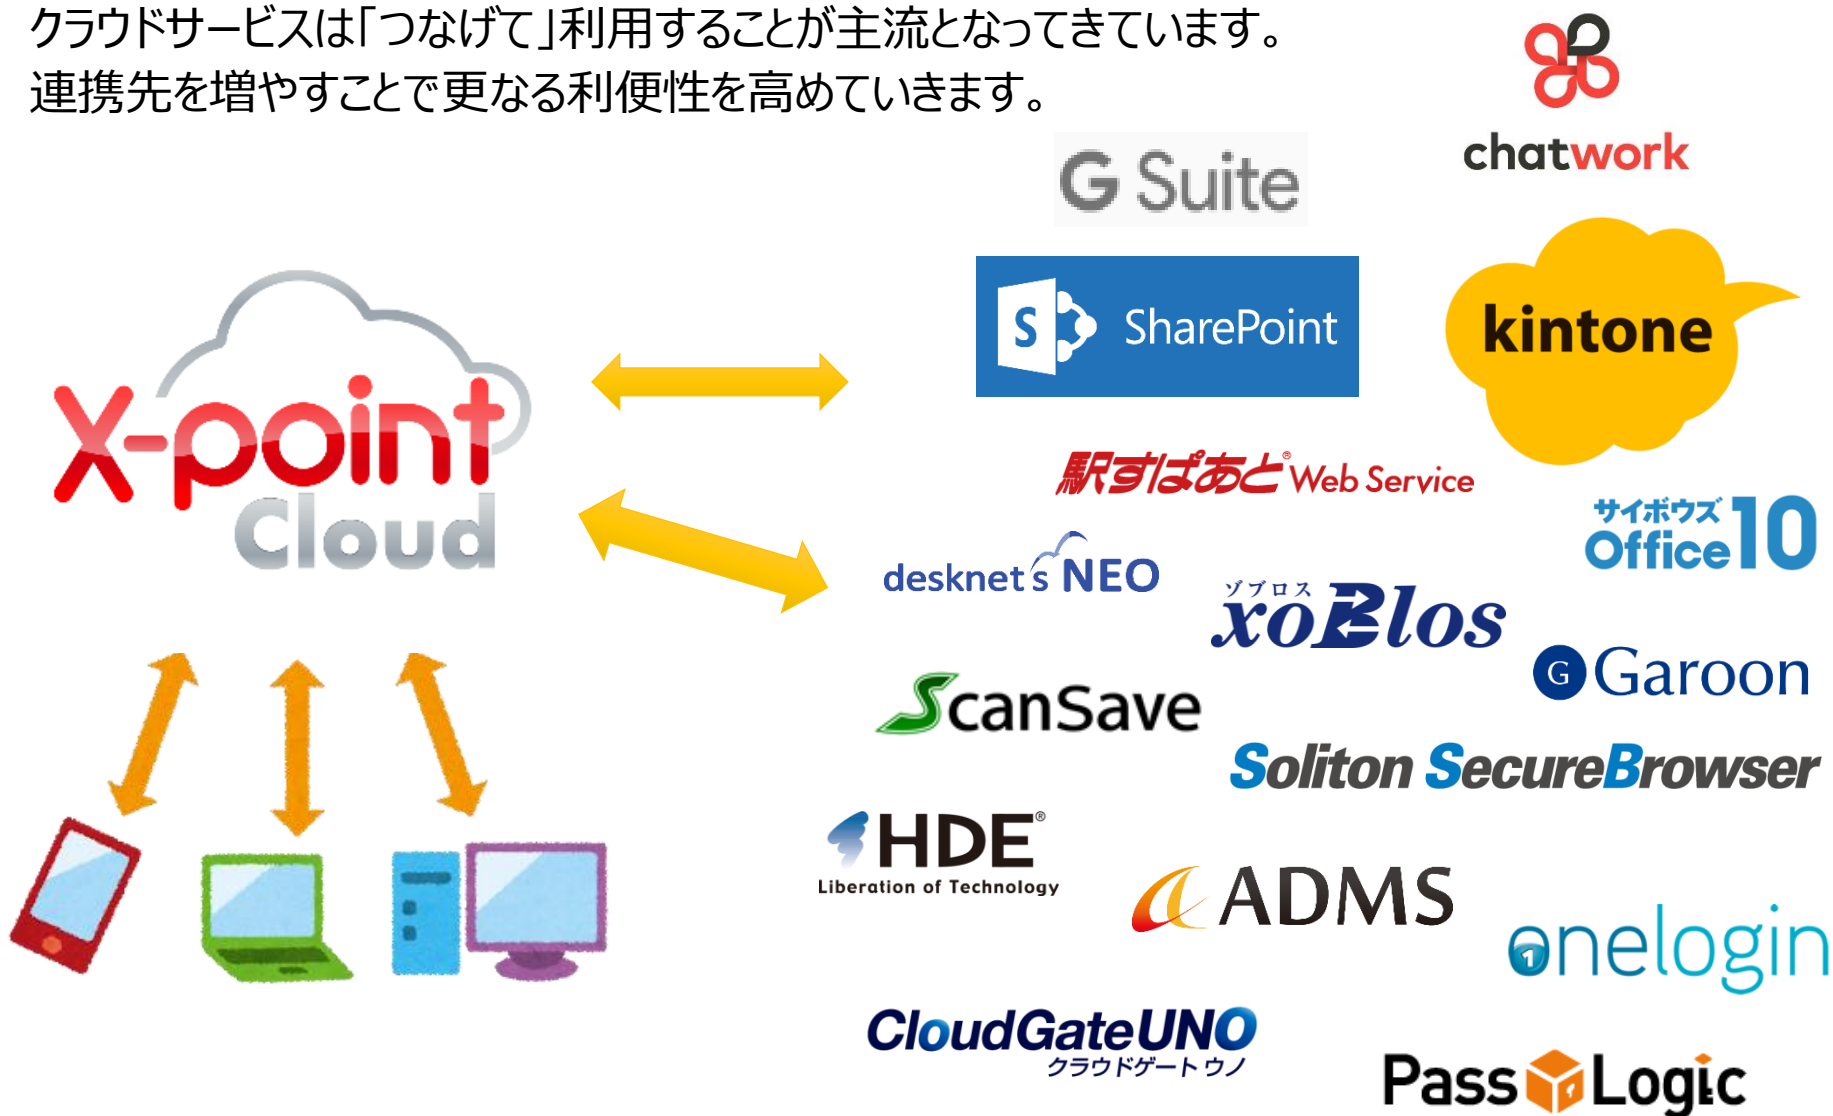 クラウドサービスは「つなげて」利用することが主流となってきています。
連携先を増やすことで更なる利便性を高めていきます。
chatwork
G Suite
S SharePoint
kintone
X-point
Cloud
駅すぱあと® Web Service
サイボウズ
Office 10
desknet's NEO
ゾブロス
xoBlos
G Garoon
ScanSave
Soliton SecureBrowser
HDE®
Liberation of Technology
ADMS
1
onelogin
CloudGate UNO
クラウドゲート ウノ
PassLogic